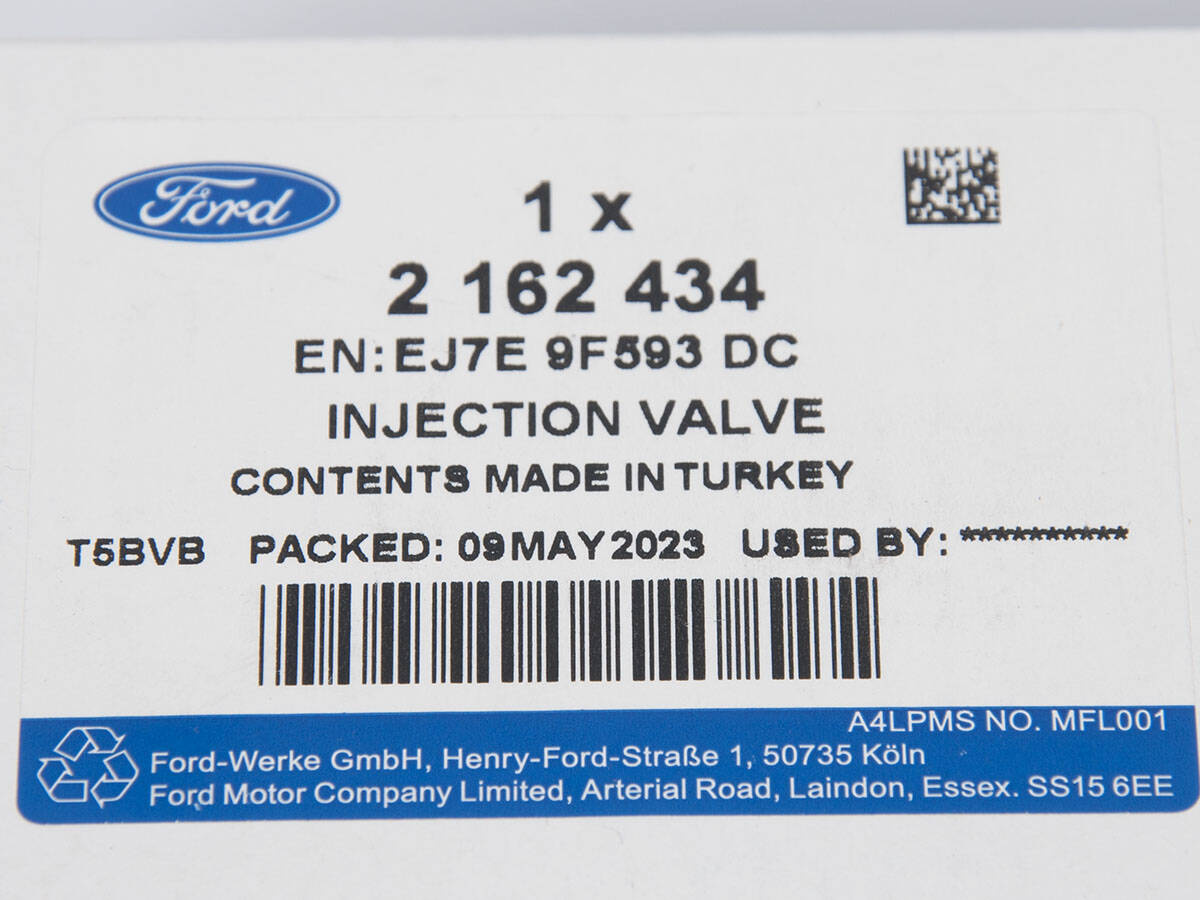 Ford
1 x
2 162 434
EN:EJ7E 9F593 DC
INJECTION VALVE
CONTENTS MADE IN TURKEY
T5BVB PACKED: 09MAY2023 USED BY: ***********
A4LPMS NO. MFL001
Ford-Werke GmbH, Henry-Ford-Straße 1, 50735 Köln
Ford Motor Company Limited, Arterial Road, Laindon, Essex. SS15 6EE